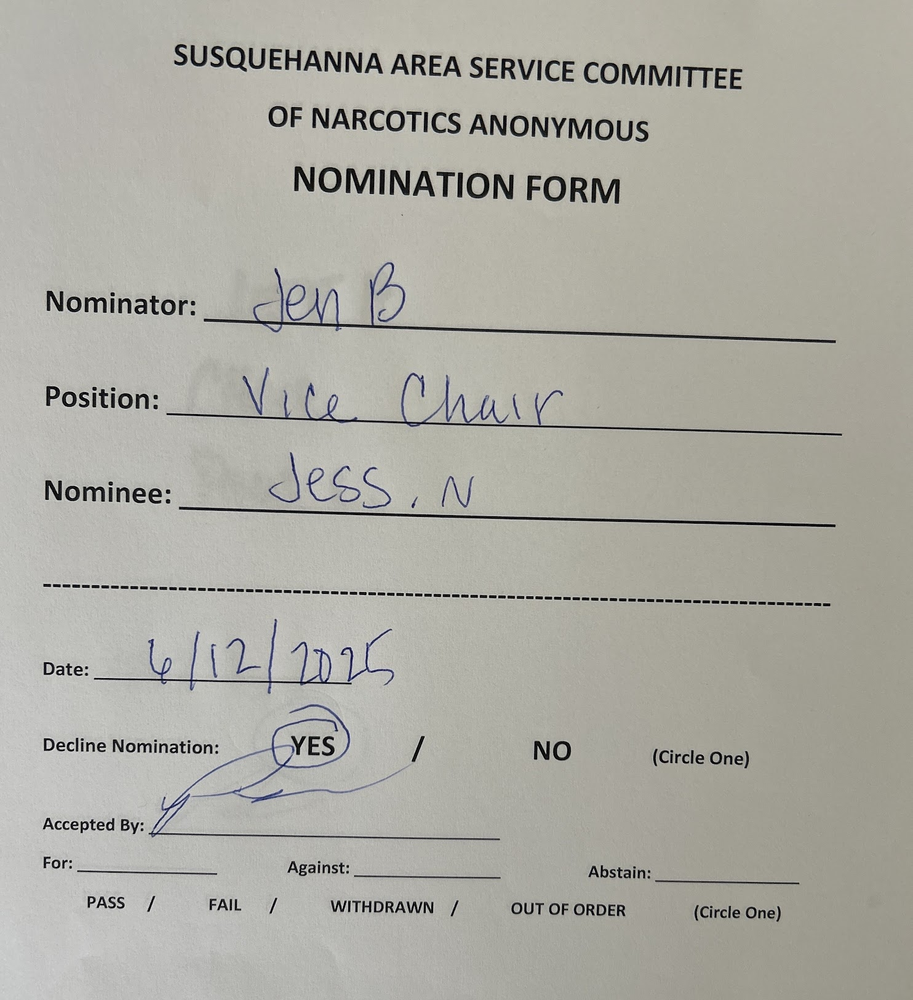 SUSQUEHANNA AREA SERVICE COMMITTEE
OF NARCOTICS ANONYMOUS
NOMINATION FORM
Nominator: Jen B
Position: Vice Chair
Nominee: Jess. N
Date: 6/12/2025
Decline Nomination: YES / NO (Circle One)
Accepted By:
For: Against: Abstain:
PASS / FAIL / WITHDRAWN / OUT OF ORDER (Circle One)